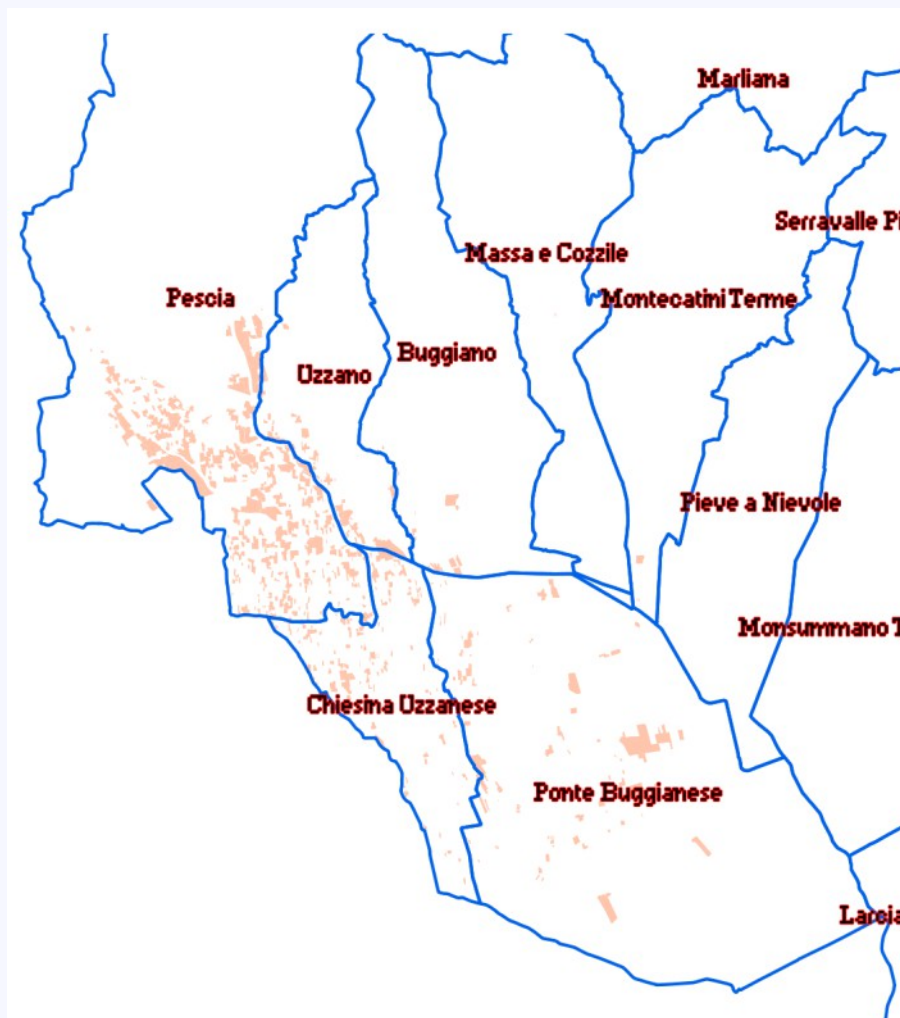 Marliana
Serravalle Pi
Massa e Cozzile
Pescia
Montecatini Terme
Buggiano
Uzzano
Pieve a Nievole
Monsummano T
Chiesina Uzzanese
Ponte Buggianese
Larcia